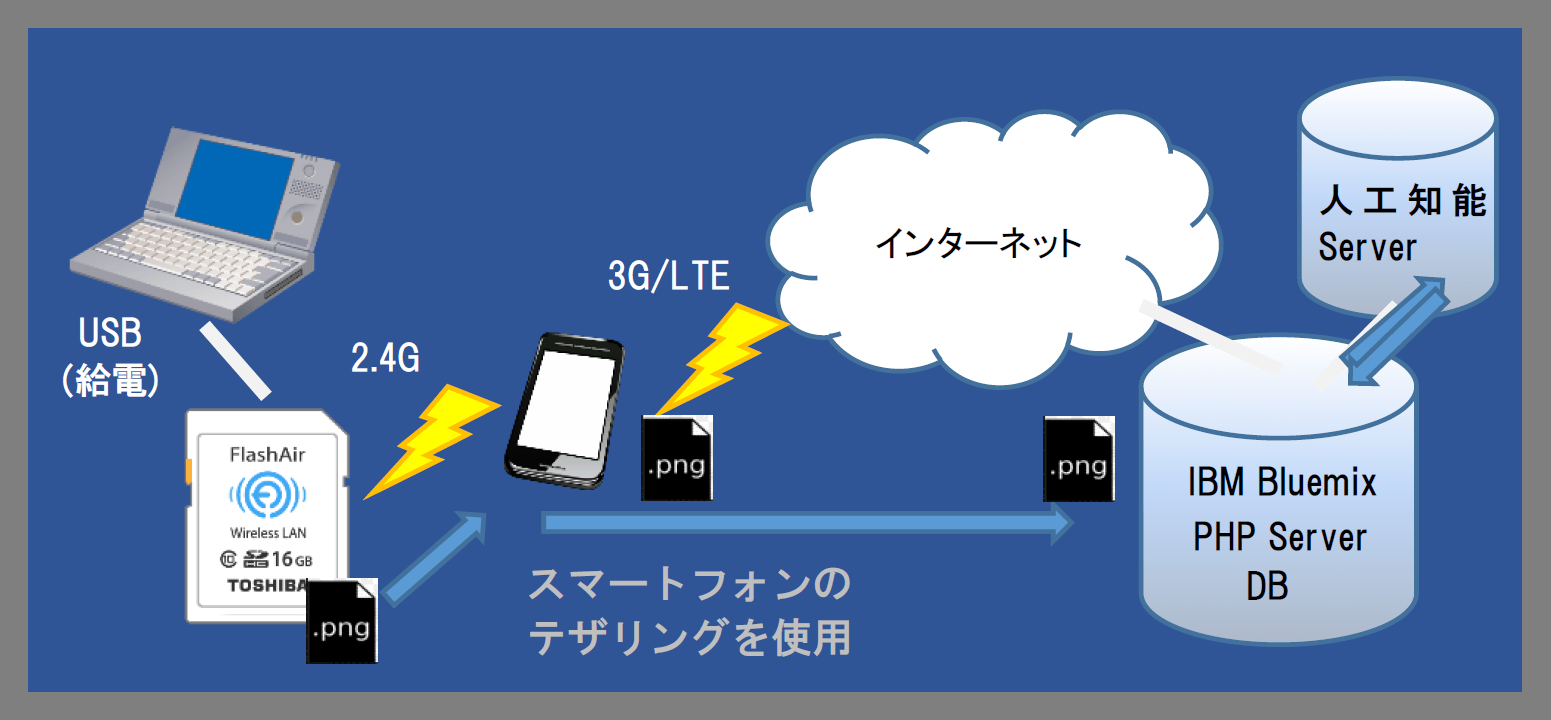 USB
(給電)
2.4G
3G/LTE
インターネット
人工知能
Server
FlashAir
Wireless LAN
⑩ SDHC 16GB
TOSHIBA
.png
.png
.png
スマートフォンの
テザリングを使用
IBM Bluemix
PHP Server
DB